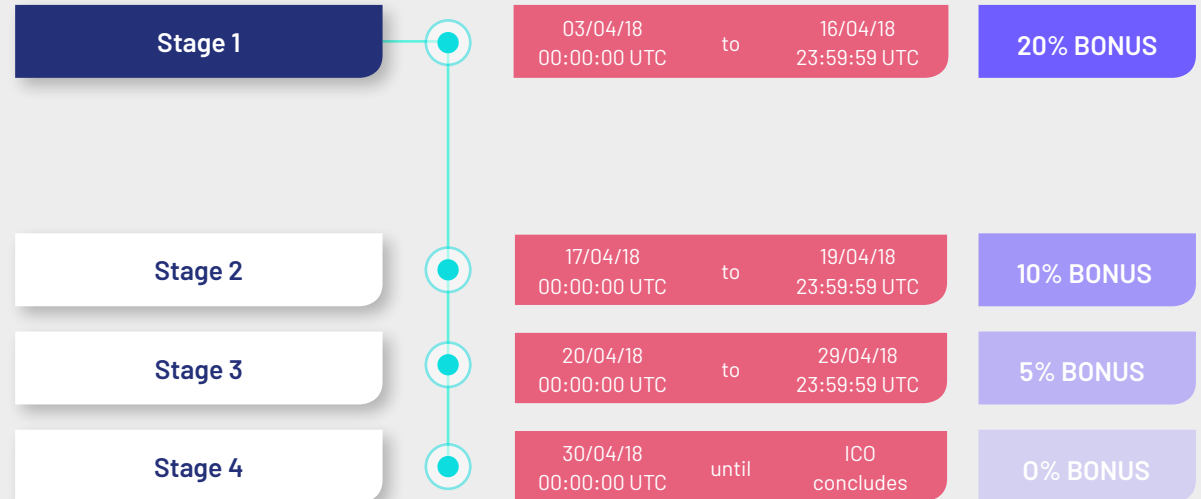 Stage 1
03/04/18 to 16/04/18
00:00:00 UTC 23:59:59 UTC
20% BONUS
Stage 2
17/04/18 to 19/04/18
00:00:00 UTC 23:59:59 UTC
10% BONUS
Stage 3
20/04/18 to 29/04/18
00:00:00 UTC 23:59:59 UTC
5% BONUS
Stage 4
30/04/18 until ICO
00:00:00 UTC concludes
0% BONUS